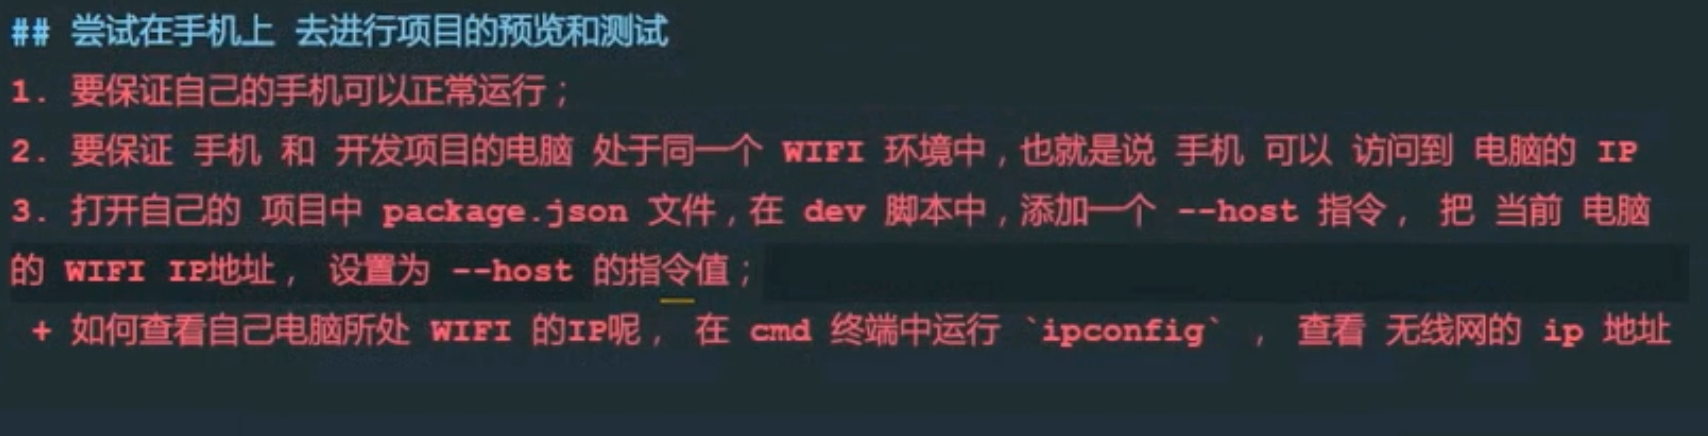 ## 尝试在手机上 去进行项目的预览和测试
1. 要保证自己的手机可以正常运行；
2. 要保证 手机 和 开发项目的电脑 处于同一个 WIFI 环境中，也就是说 手机 可以 访问到 电脑的 IP
3. 打开自己的 项目中 package.json 文件，在 dev 脚本中，添加一个 --host 指令， 把 当前 电脑
的 WIFI IP地址， 设置为 --host 的指令值；
+ 如何查看自己电脑所处 WIFI 的IP呢， 在 cmd 终端中运行 `ipconfig` ， 查看 无线网的 ip 地址